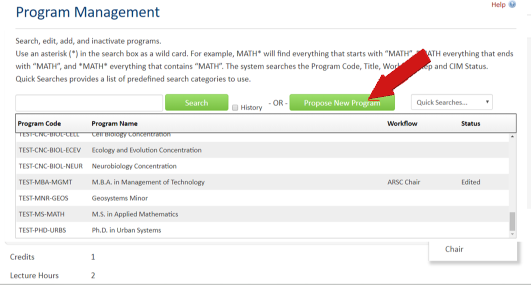 Help
Program Management
Search, edit, add, and inactivate programs.
Use an asterisk (*) in the search box as a wild card. For example, MATH* will find everything that starts with "MATH", everything that ends
with "MATH", and *MATH* everything that contains "MATH". The system searches the Program Code, Title, and CIM Status.
Quick Searches provides a list of predefined search categories to use.
Search History - OR - Propose New Program Quick Searches...
Program Code Program Name Workflow Status
TEST-CNC-BIOL-CELL Cell Biology Concentration
TEST-CNC-BIOL-ECEV Ecology and Evolution Concentration
TEST-CNC-BIOL-NEUR Neurobiology Concentration
TEST-MBA-MGMT M.B.A. in Management of Technology ARSC Chair Edited
TEST-MNR-GEOS Geosystems Minor
TEST-MS-MATH M.S. in Applied Mathematics
TEST-PHD-URBS Ph.D. in Urban Systems
Chair
Credits 1
Lecture Hours 2